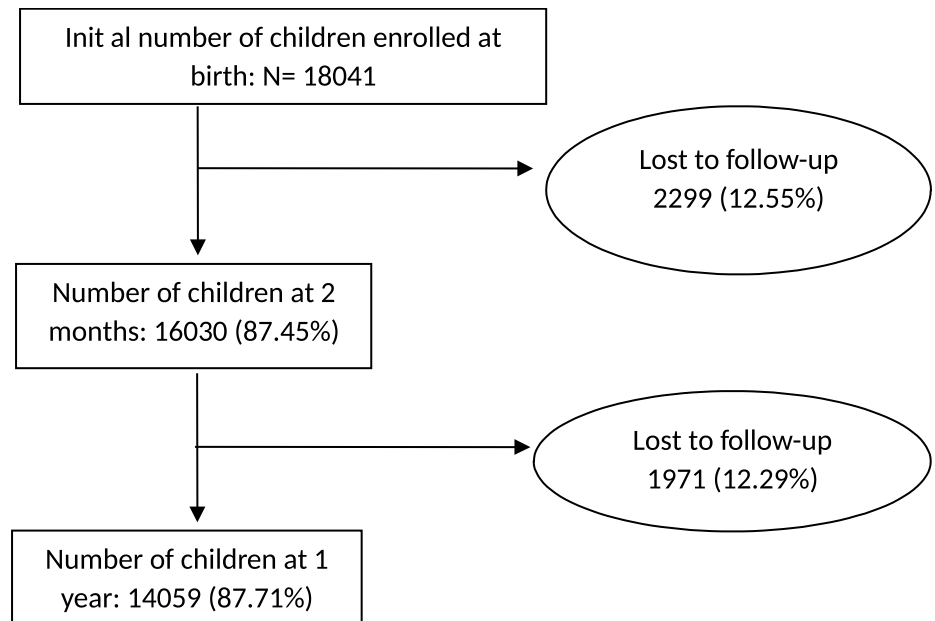 Init al number of children enrolled at
birth: N= 18041
Lost to follow-up
2299 (12.55%)
Number of children at 2
months: 16030 (87.45%)
Lost to follow-up
1971 (12.29%)
Number of children at 1
year: 14059 (87.71%)